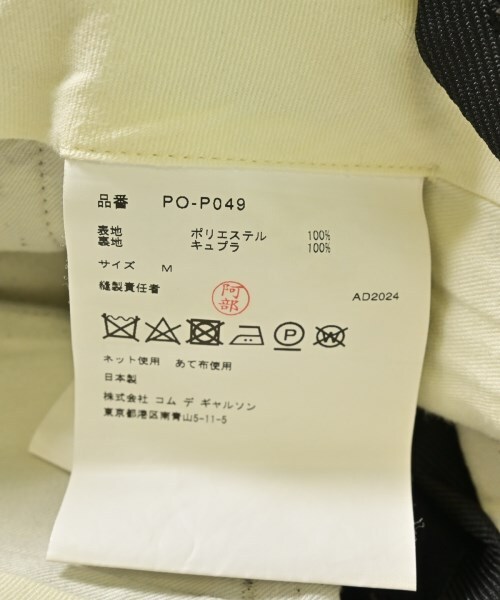 品番 PO-P049
表地 ポリエステル 100%
裏地 キュプラ 100%
サイズ M
縫製責任者 阿部 AD2024
P W
ネット使用 あて布使用
日本製
株式会社 コム デ ギャルソン
東京都港区南青山5-11-5